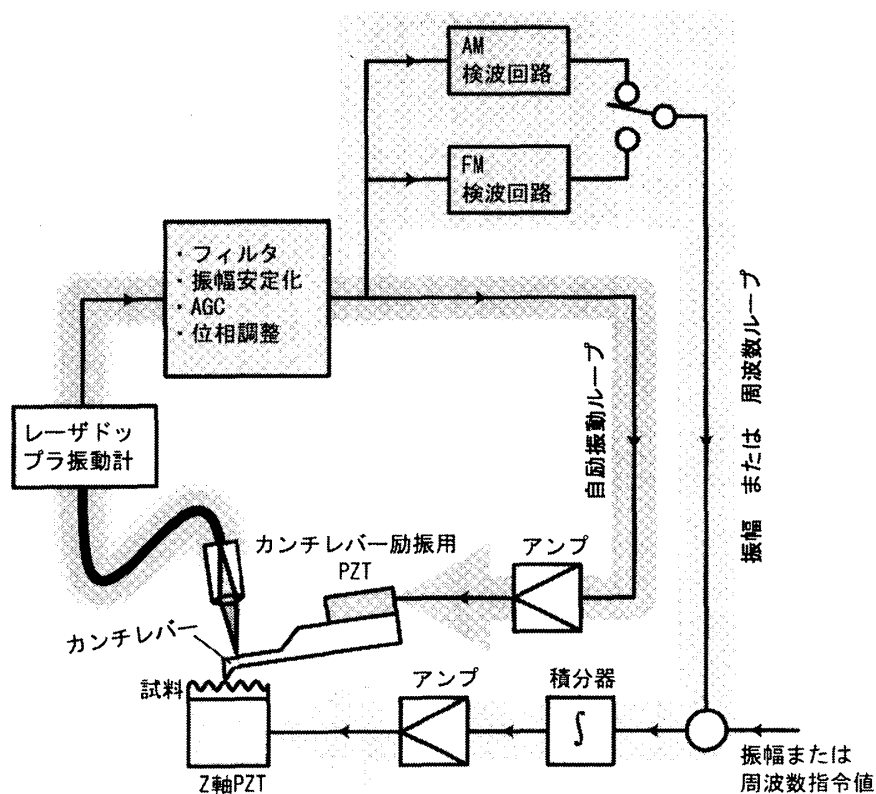 AM
検波回路
FM
検波回路
・フィルタ
・振幅安定化
・AGC
・位相調整
レーザドッ
プラ振動計
自励振動ループ
振幅 または 周波数ループ
カンチレバー励振用
PZT
アンプ
カンチレバー
試料
アンプ
積分器
∫
Z軸PZT
振幅または
周波数指令値